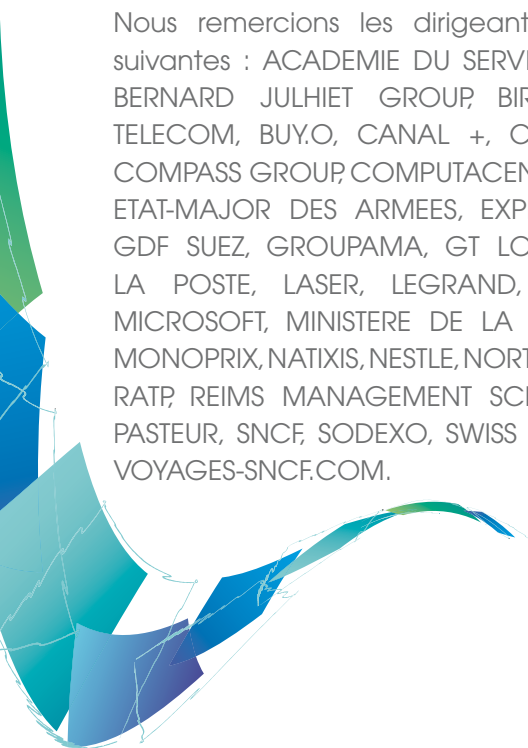 Nous remercions les dirigeant
suivantes : ACADEMIE DU SERV
BERNARD JULHIET GROUP, BI
TELECOM, BUY.O, CANAL +,
COMPASS GROUP, COMPUTACEN
ETAT-MAJOR DES ARMEES, EXP
GDF SUEZ, GROUPAMA, GT LO
LA POSTE, LASER, LEGRAND,
MICROSOFT, MINISTERE DE LA
MONOPRIX, NATIXIS, NESTLE, NORT
RATP, REIMS MANAGEMENT SC
PASTEUR, SNCF, SODEXO, SWISS
VOYAGES-SNCF.COM.